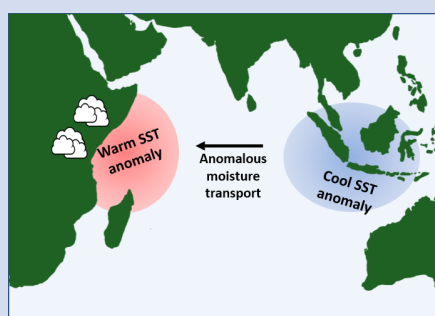 Warm SST
anomaly
Anomalous
moisture
transport
Cool SST
anomaly